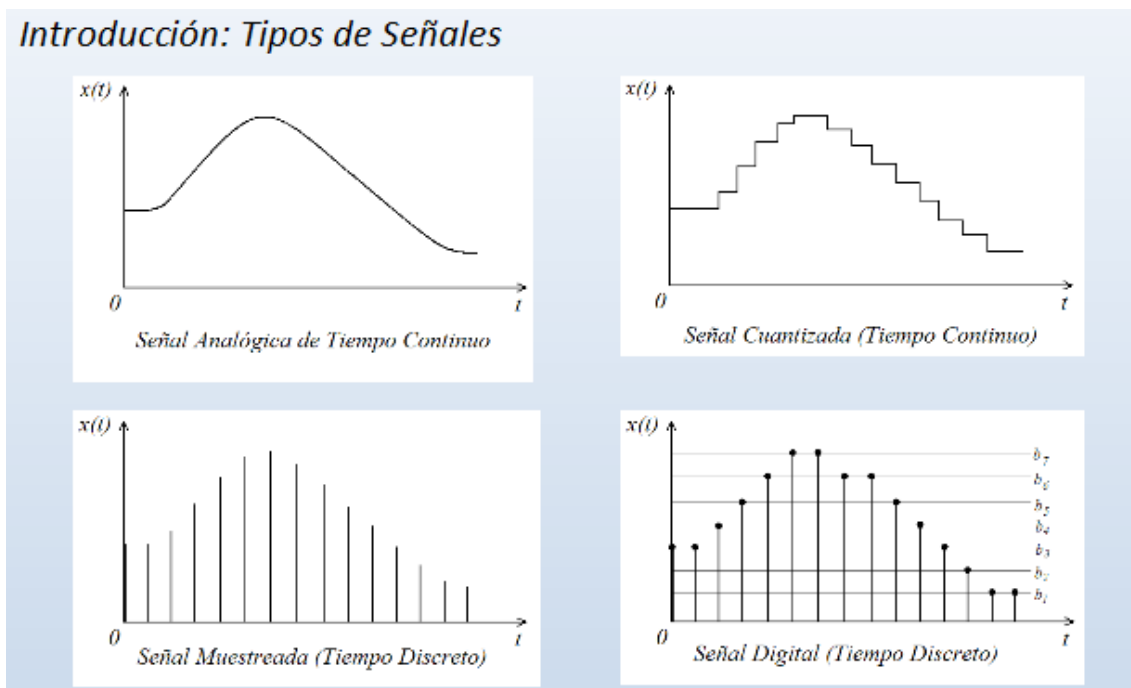 Introducción: Tipos de Señales
x(t)
0
t
Señal Analógica de Tiempo Continuo
x(t)
0
t
Señal Cuantizada (Tiempo Continuo)
x(t)
0
t
Señal Muestreada (Tiempo Discreto)
x(t)
b₇
b₆
b₅
b₄
b₃
b₂
b₁
0
t
Señal Digital (Tiempo Discreto)